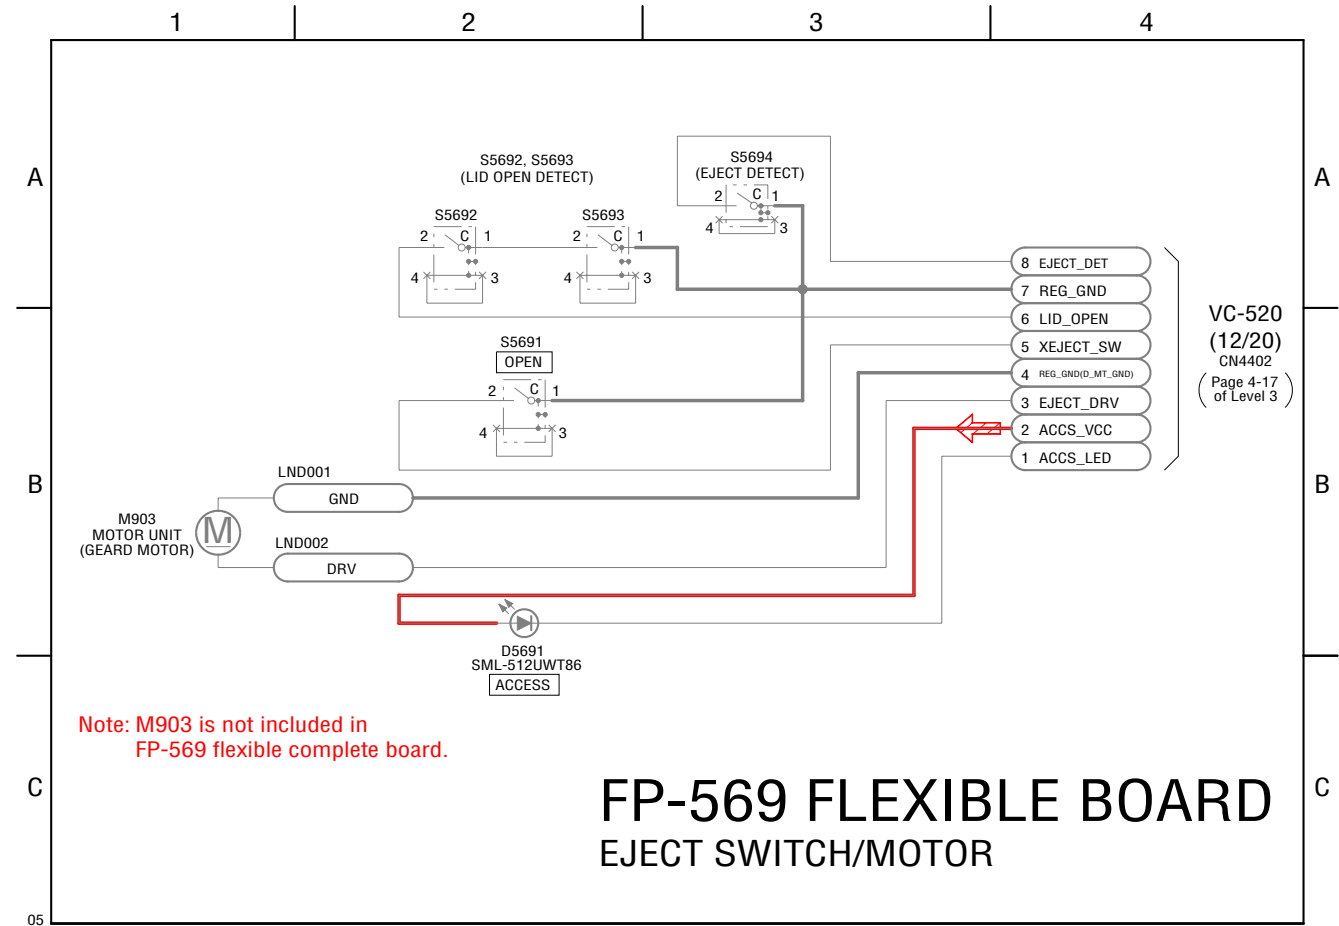 1 2 3 4
A A
B B
C C
S5692, S5693
(LID OPEN DETECT)
S5694
(EJECT DETECT)
2 C 1
4 3
S5692
2 C 1
4 3
S5693
2 C 1
4 3
S5691
OPEN
2 C 1
4 3
8 EJECT_DET
7 REG_GND
6 LID_OPEN
5 XEJECT_SW
4 REG_GND(D_MT_GND)
3 EJECT_DRV
2 ACCS_VCC
1 ACCS_LED
VC-520
(12/20)
CN4402
(Page 4-17
of Level 3)
LND001
GND
M903
MOTOR UNIT
(GEARD MOTOR)
M
LND002
DRV
D5691
SML-512UWT86
ACCESS
Note: M903 is not included in
FP-569 flexible complete board.
FP-569 FLEXIBLE BOARD
EJECT SWITCH/MOTOR
05